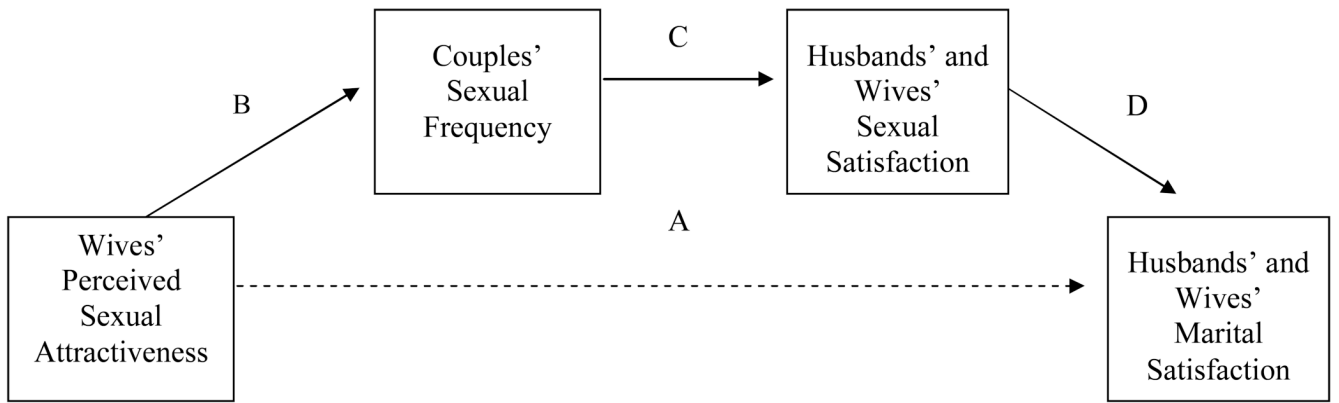 B
Couples’
Sexual
Frequency
C
Husbands’ and
Wives’
Sexual
Satisfaction
D
Wives’
Perceived
Sexual
Attractiveness
A
Husbands’ and
Wives’
Marital
Satisfaction